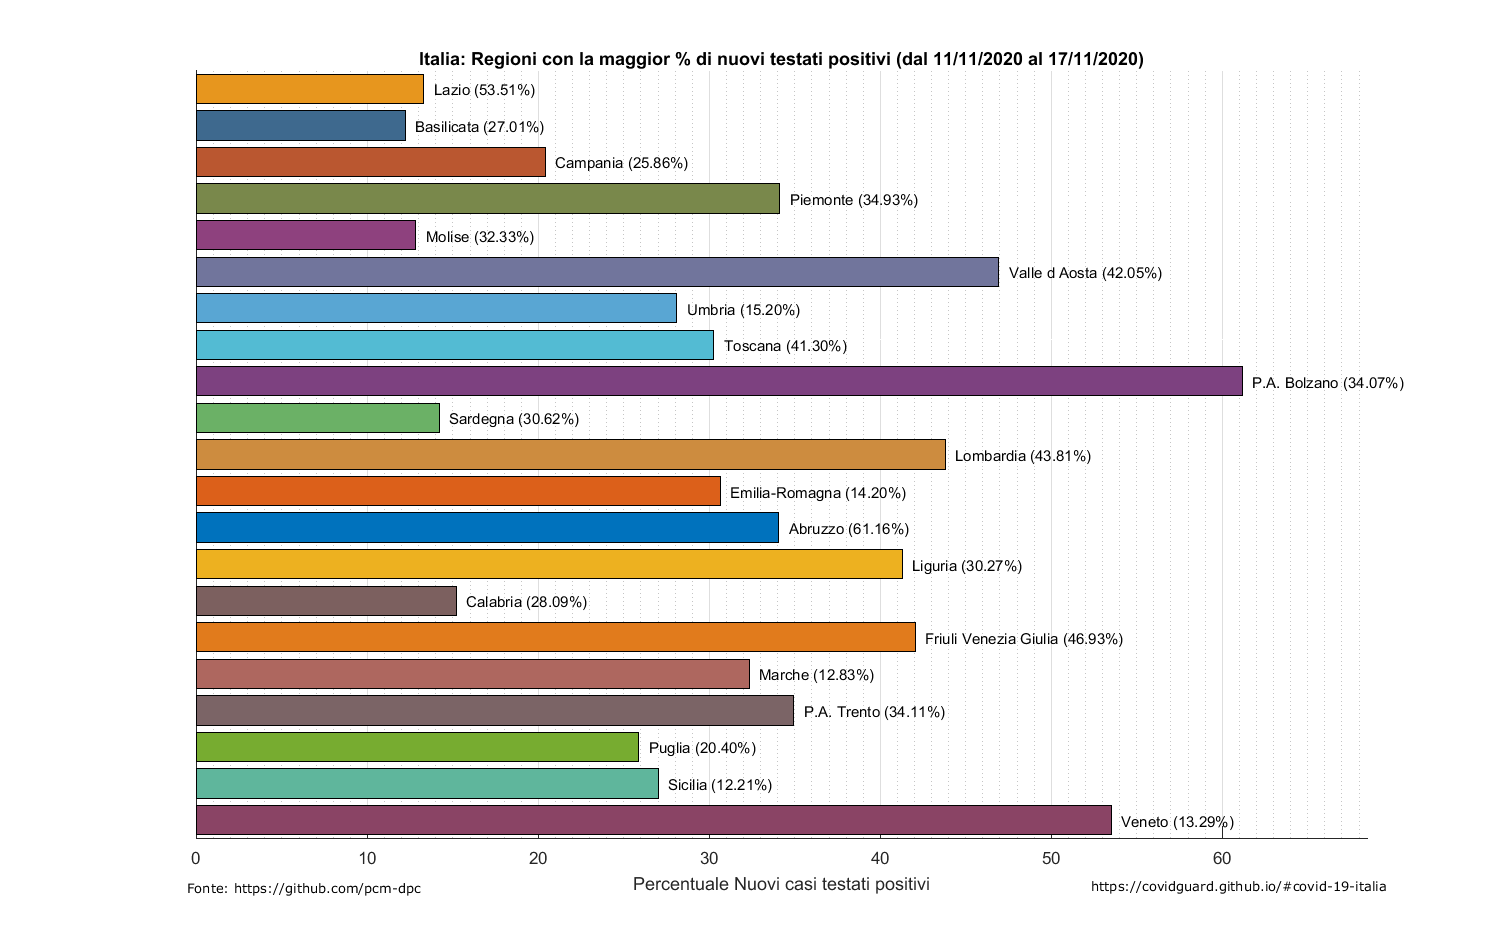 Italia: Regioni con la maggior % di nuovi testati positivi (dal 11/11/2020 al 17/11/2020)
Lazio (53.51%)
Basilicata (27.01%)
Campania (25.86%)
Piemonte (34.93%)
Molise (32.33%)
Valle d Aosta (42.05%)
Umbria (15.20%)
Toscana (41.30%)
P.A. Bolzano (34.07%)
Sardegna (30.62%)
Lombardia (43.81%)
Emilia-Romagna (14.20%)
Abruzzo (61.16%)
Liguria (30.27%)
Calabria (28.09%)
Friuli Venezia Giulia (46.93%)
Marche (12.83%)
P.A. Trento (34.11%)
Puglia (20.40%)
Sicilia (12.21%)
Veneto (13.29%)
0 10 20 30 40 50 60
Percentuale Nuovi casi testati positivi
Fonte: https://github.com/pcm-dpc
https://covidguard.github.io/#covid-19-italia